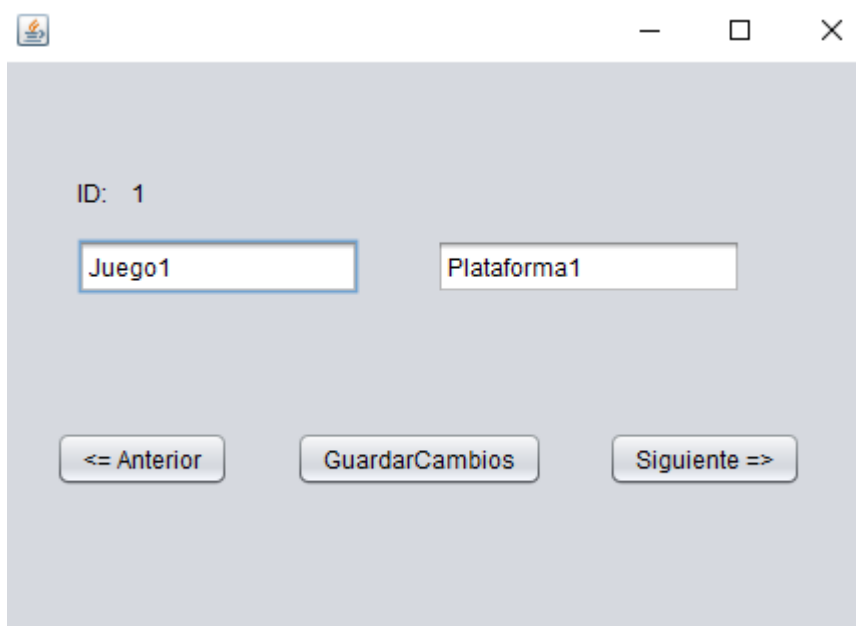 ID: 1
Juego1 Plataforma1
<= Anterior GuardarCambios Siguiente =>